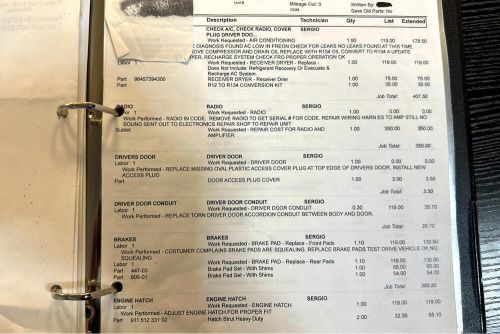 Unit #
Mileage Out: 0
Written By:
COM
Save Old Parts: No
Description Technician Qty List Extended
CHECK A/C, CHECK RADIO, COVER SERGIO
PLUG DRIVER DOO..
Work Requested - AIR CONDITIONING 1.50 119.00 178.50
DIAGNOSIS FOUND AC LOW IN FREON CHECK FOR LEAKS NO LEAKS FOUND AT THIS TIME
COMPRESSOR AND DRAIN OIL REPLACE WITH R134 OIL CONVERT A R134 UPDATE
RECHARGE SYSTEM CHECK FRO PROPER OPERATION OK
Work Requested - RECEIVER DRYER - Replace - 1.00 119.00 119.00
Does Not Include: Refrigerant Recovery Or Evacuate &
Recharge AC System.
Part 98457394300 AC RECEIVER - Receiver Drier 1.00 75.00 75.00
Part R12 TO R134 CONVERSION KIT 1.00 35.00 35.00
Job Total: 407.50
RADIO RADIO SERGIO
Labor 1 Work Requested - RADIO 1.00 0.00 0.00
Work Performed - RADIO IN CODE. REMOVE RADIO TO GET SERIAL # FOR CODE. REPAIR WIRING HARN ES TO AMP STILL NO
SOUND SENT OUT TO ELECTRONICS REPAIR SHOP TO REPAIR UNIT
Sublet Work Requested - REPAIR COST FOR RADIO AND 1.00 350.00 350.00
AMPLIFIER
Job Total: 350.00
DRIVERS DOOR DRIVER DOOR SERGIO
Labor 1 Work Requested - DRIVER DOOR 1.00 0.00 0.00
Work Performed - REPLACE MISSING OVAL PLASTIC ACCESS COVER PLUG AT TOP EDGE OF DRIVERS DOOR. INSTALL NEW
ACCESS PLUG
Part DOOR ACCESS PLUG COVER 1.00 3.50 3.50
Job Total: 3.50
DRIVER DOOR CONDUIT DRIVER DOOR CONDUIT SERGIO
Labor 1 Work Requested - DRIVER DOOR CONDUIT 0.30 119.00 35.70
Work Performed - REPLACE TORN DRIVER DOOR ACCORDION CONDUIT BETWEEN BODY AND DOOR.
Job Total: 35.70
BRAKES BRAKES SERGIO
Labor 1 Work Requested - BRAKE PAD - Replace - Front Pads 1.10 119.00 130.90
Work Performed - COSTUMER COMPLAINS BRAKE PADS ARE SQUEALING. REPLACE BRAKE PADS TEST DRIVE VEHICLE OK NO
SQUEALING
Labor 1 Work Requested - BRAKE PAD - Replace - Rear Pads 1.10 119.00 130.90
Part 447-03 Brake Pad Set - With Shims 1.00 65.00 65.00
Part 608-01 Brake Pad Set - With Shims 1.00 54.20 54.20
Job Total:
ENGINE HATCH ENGINE HATCH SERGIO
Labor 1 Work Requested - ENGINE HATCH 1.00 119.00 119.00
Work Performed - ADJUST ENGINE HATCH FOR PROPER FIT
Part 911 512 331 02 Hatch Strut Heavy Duty 2.00 32.55 65.10